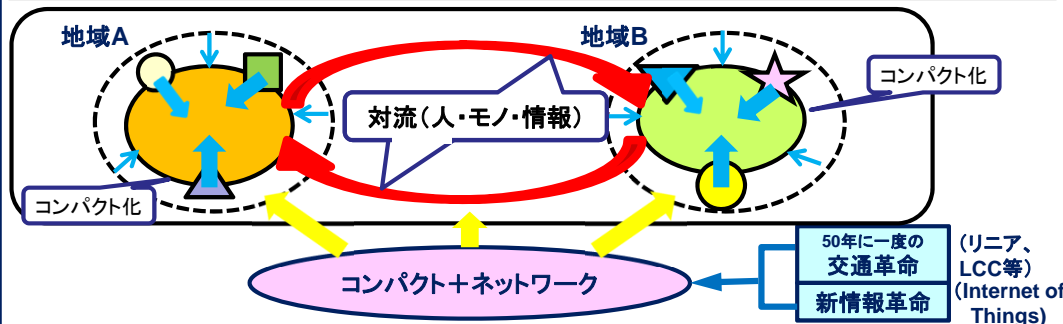 地域A
地域B
コンパクト化
対流(人・モノ・情報)
コンパクト化
コンパクト＋ネットワーク
50年に一度の
交通革命
新情報革命
(リニア、
LCC等)
(Internet of
Things)